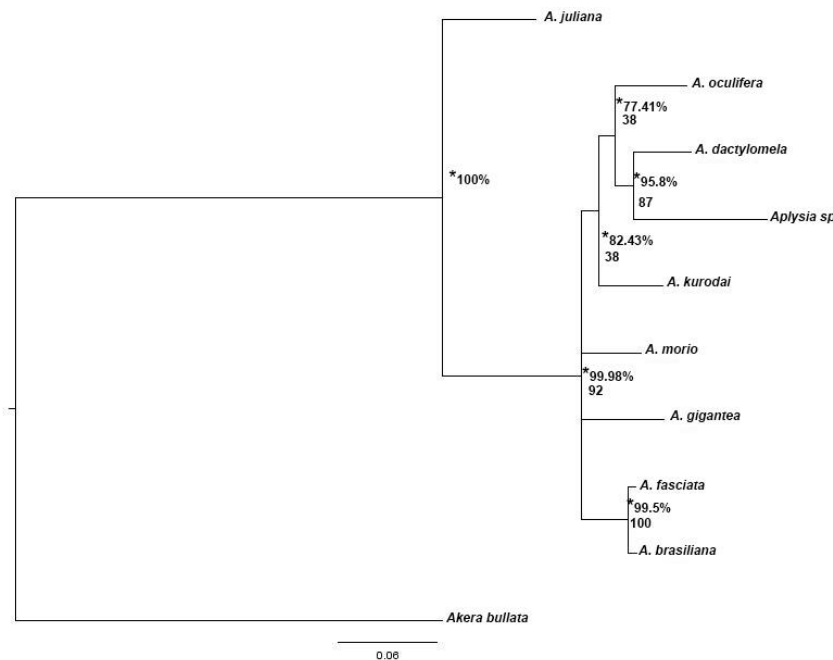 A. juliana
A. oculifera
*77.41%
38
A. dactylomela
*100%
*95.8%
87
Aplysia sp
*82.43%
38
A. kurodai
A. morio
*99.98%
92
A. gigantea
A. fasciata
*99.5%
100
A. brasiliana
Akera bullata
0.06